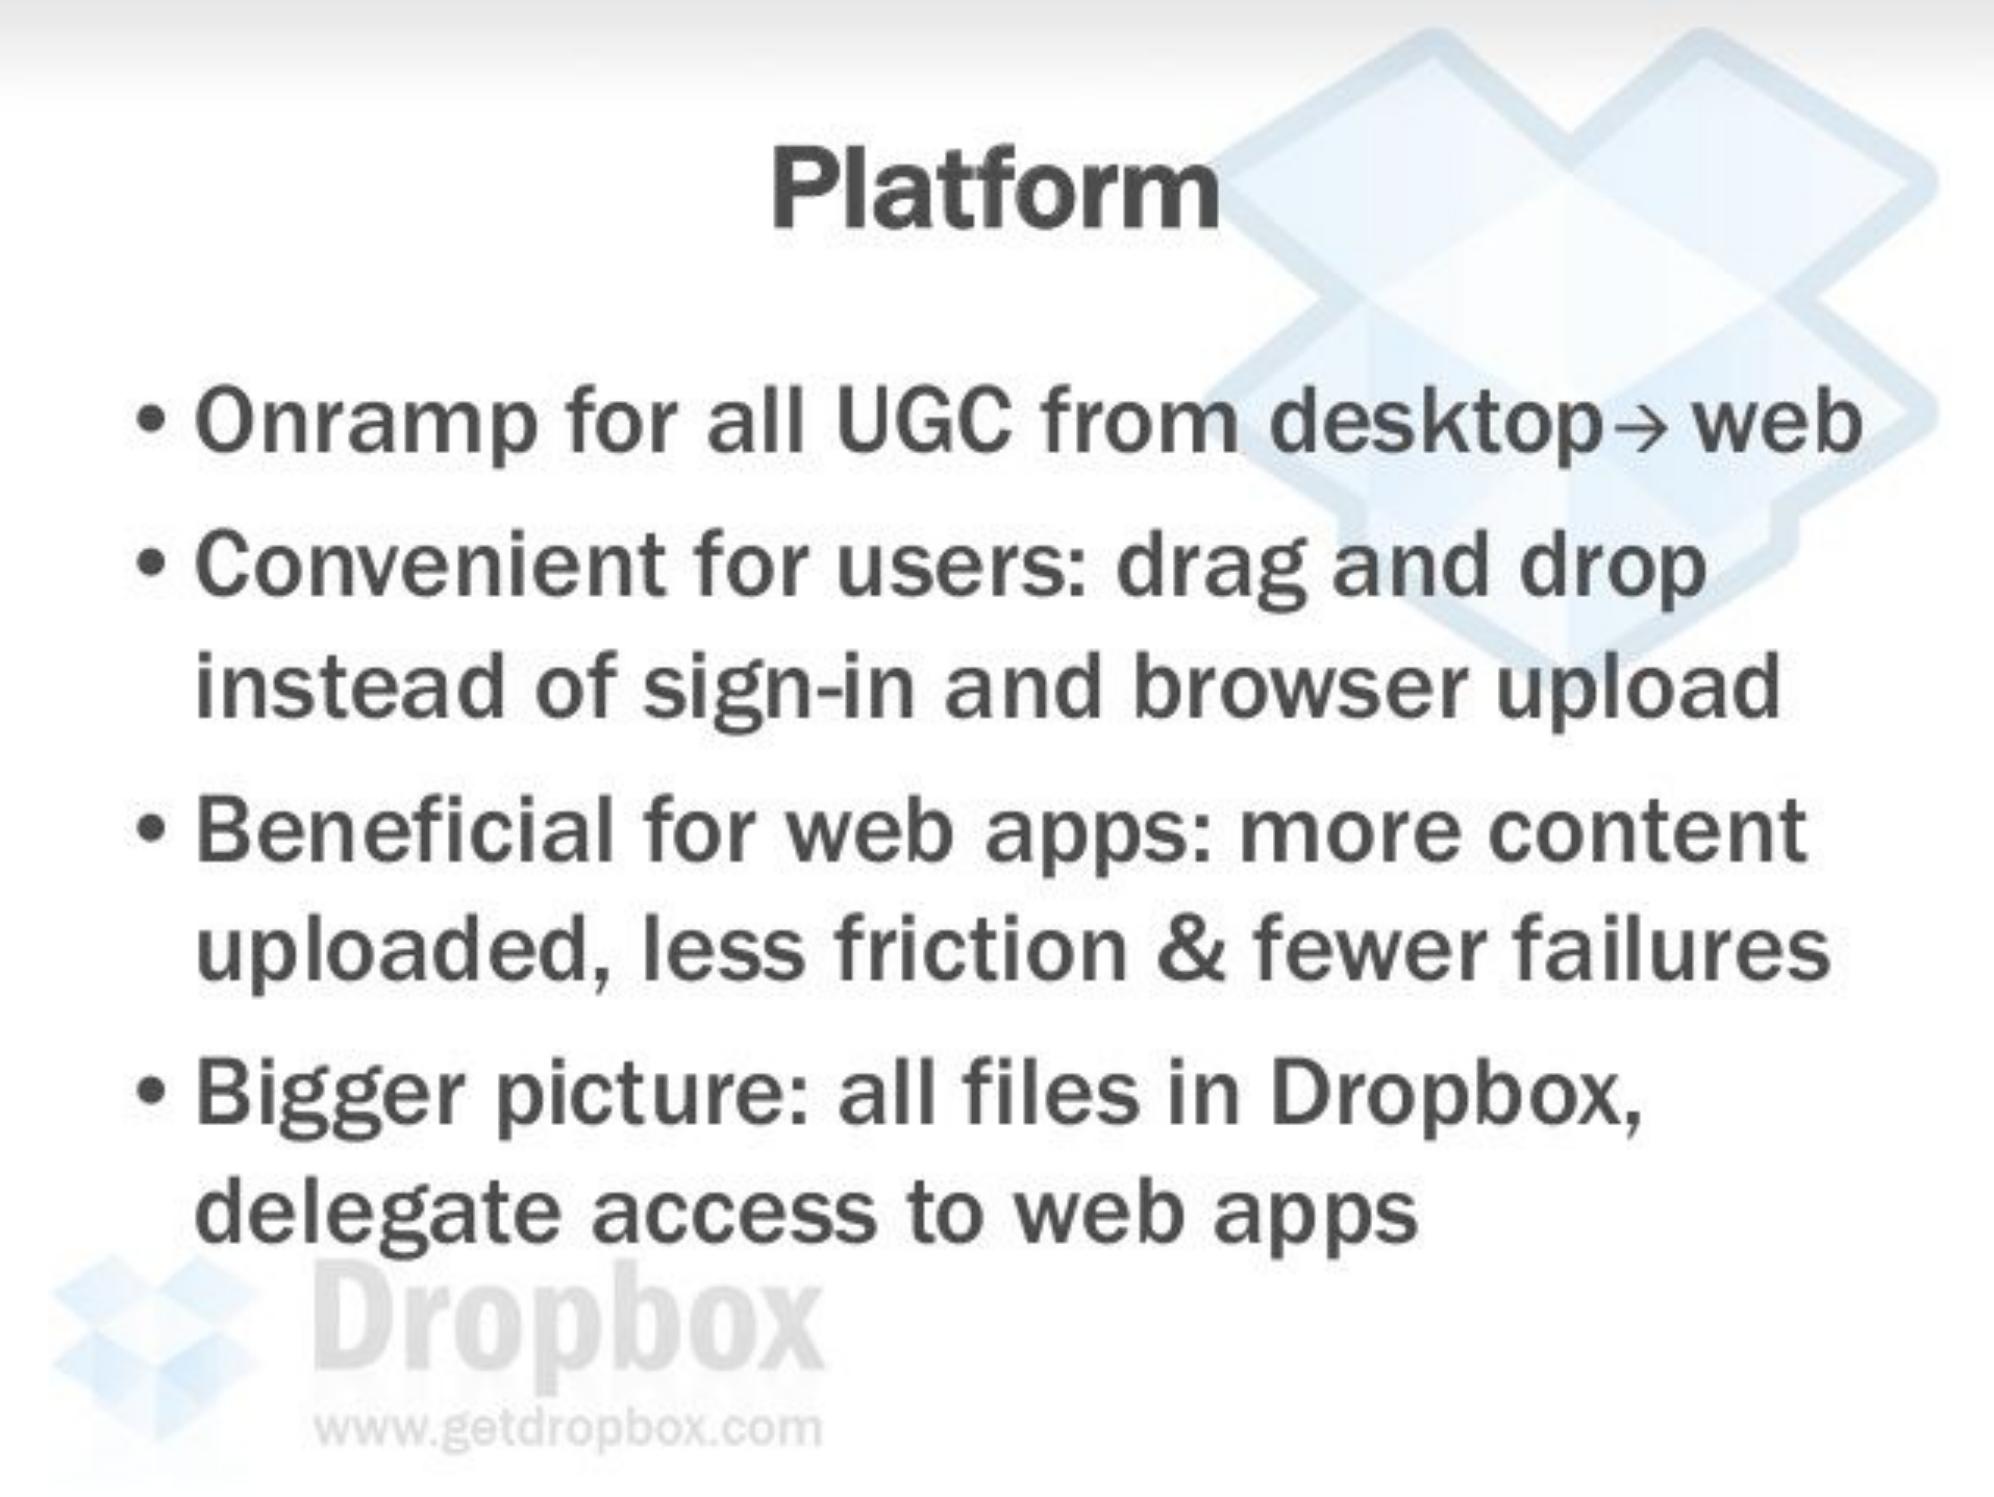 Platform
• Onramp for all UGC from desktop→ web
• Convenient for users: drag and drop
instead of sign-in and browser upload
• Beneficial for web apps: more content
uploaded, less friction & fewer failures
• Bigger picture: all files in Dropbox,
delegate access to web apps
Dropbox
www.getdropbox.com